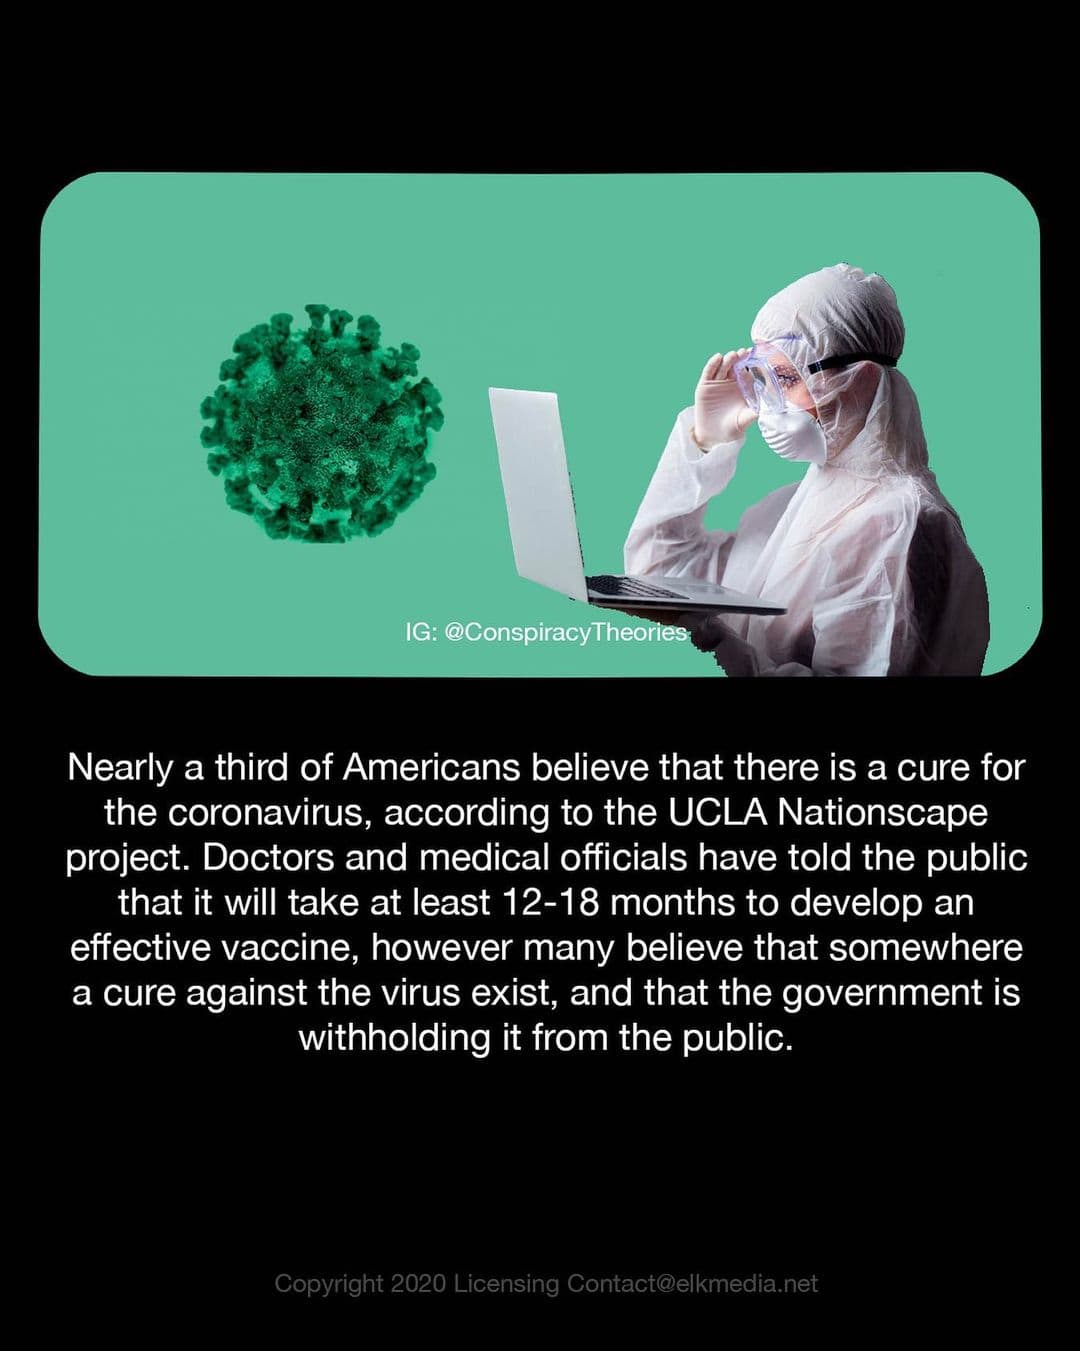 IG: @ConspiracyTheories
Nearly a third of Americans believe that there is a cure for
the coronavirus, according to the UCLA Nationscape
project. Doctors and medical officials have told the public
that it will take at least 12-18 months to develop an
effective vaccine, however many believe that somewhere
a cure against the virus exist, and that the government is
withholding it from the public.
Copyright 2020 Licensing Contact@elkmedia.net